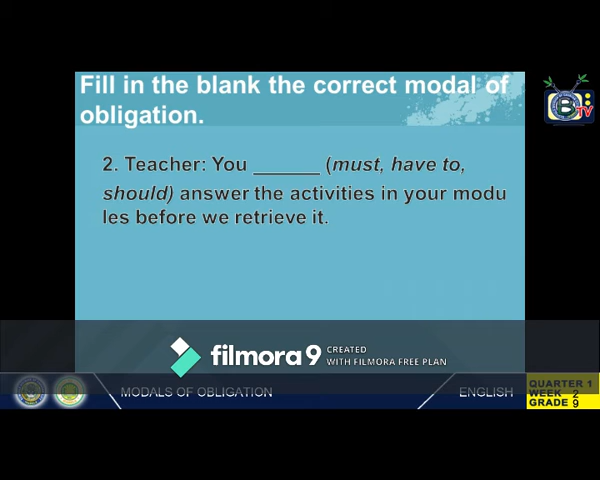 Fill in the blank the correct modal of
obligation.
B
TV
2. Teacher: You ______ (must, have to,
should) answer the activities in your modu
les before we retrieve it.
filmora9 CREATED
WITH FILMORA FREE PLAN
MODALS OF OBLIGATION
ENGLISH
QUARTER 1
WEEK 2
GRADE 9